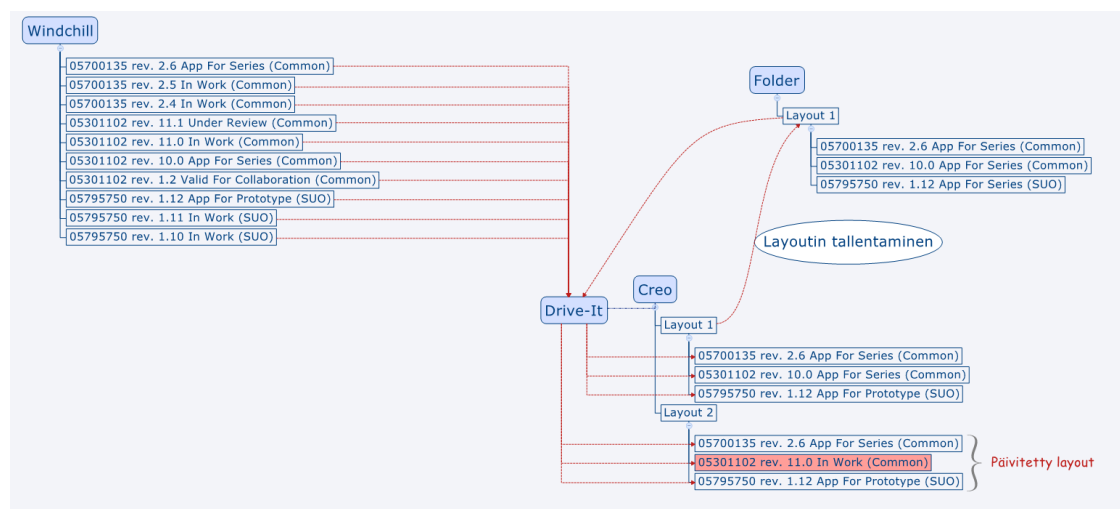 Windchill
05700135 rev. 2.6 App For Series (Common)
05700135 rev. 2.5 In Work (Common)
05700135 rev. 2.4 In Work (Common)
05301102 rev. 11.1 Under Review (Common)
05301102 rev. 11.0 In Work (Common)
05301102 rev. 10.0 App For Series (Common)
05301102 rev. 1.2 Valid For Collaboration (Common)
05795750 rev. 1.12 App For Prototype (SUO)
05795750 rev. 1.11 In Work (SUO)
05795750 rev. 1.10 In Work (SUO)
Folder
Layout 1
05700135 rev. 2.6 App For Series (Common)
05301102 rev. 10.0 App For Series (Common)
05795750 rev. 1.12 App For Series (SUO)
Layoutin tallentaminen
Drive-It
Creo
Layout 1
05700135 rev. 2.6 App For Series (Common)
05301102 rev. 10.0 App For Series (Common)
05795750 rev. 1.12 App For Prototype (SUO)
Layout 2
05700135 rev. 2.6 App For Series (Common)
05301102 rev. 11.0 In Work (Common)
05795750 rev. 1.12 App For Prototype (SUO)
Päivitetty layout